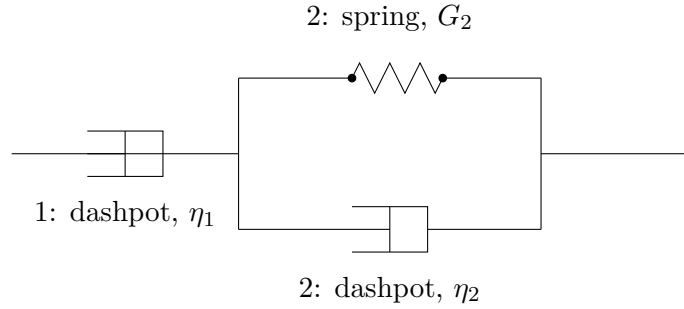 2: spring, G₂
1: dashpot, η₁
2: dashpot, η₂